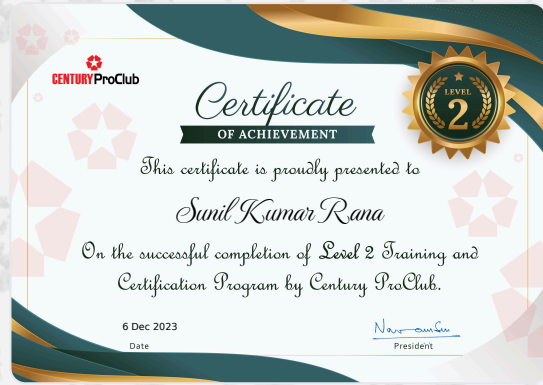 CENTURY ProClub
Certificate
OF ACHIEVEMENT
LEVEL
2
This certificate is proudly presented to
Sunil Kumar Rana
On the successful completion of Level 2 Training and
Certification Program by Century ProClub.
6 Dec 2023
Date
President